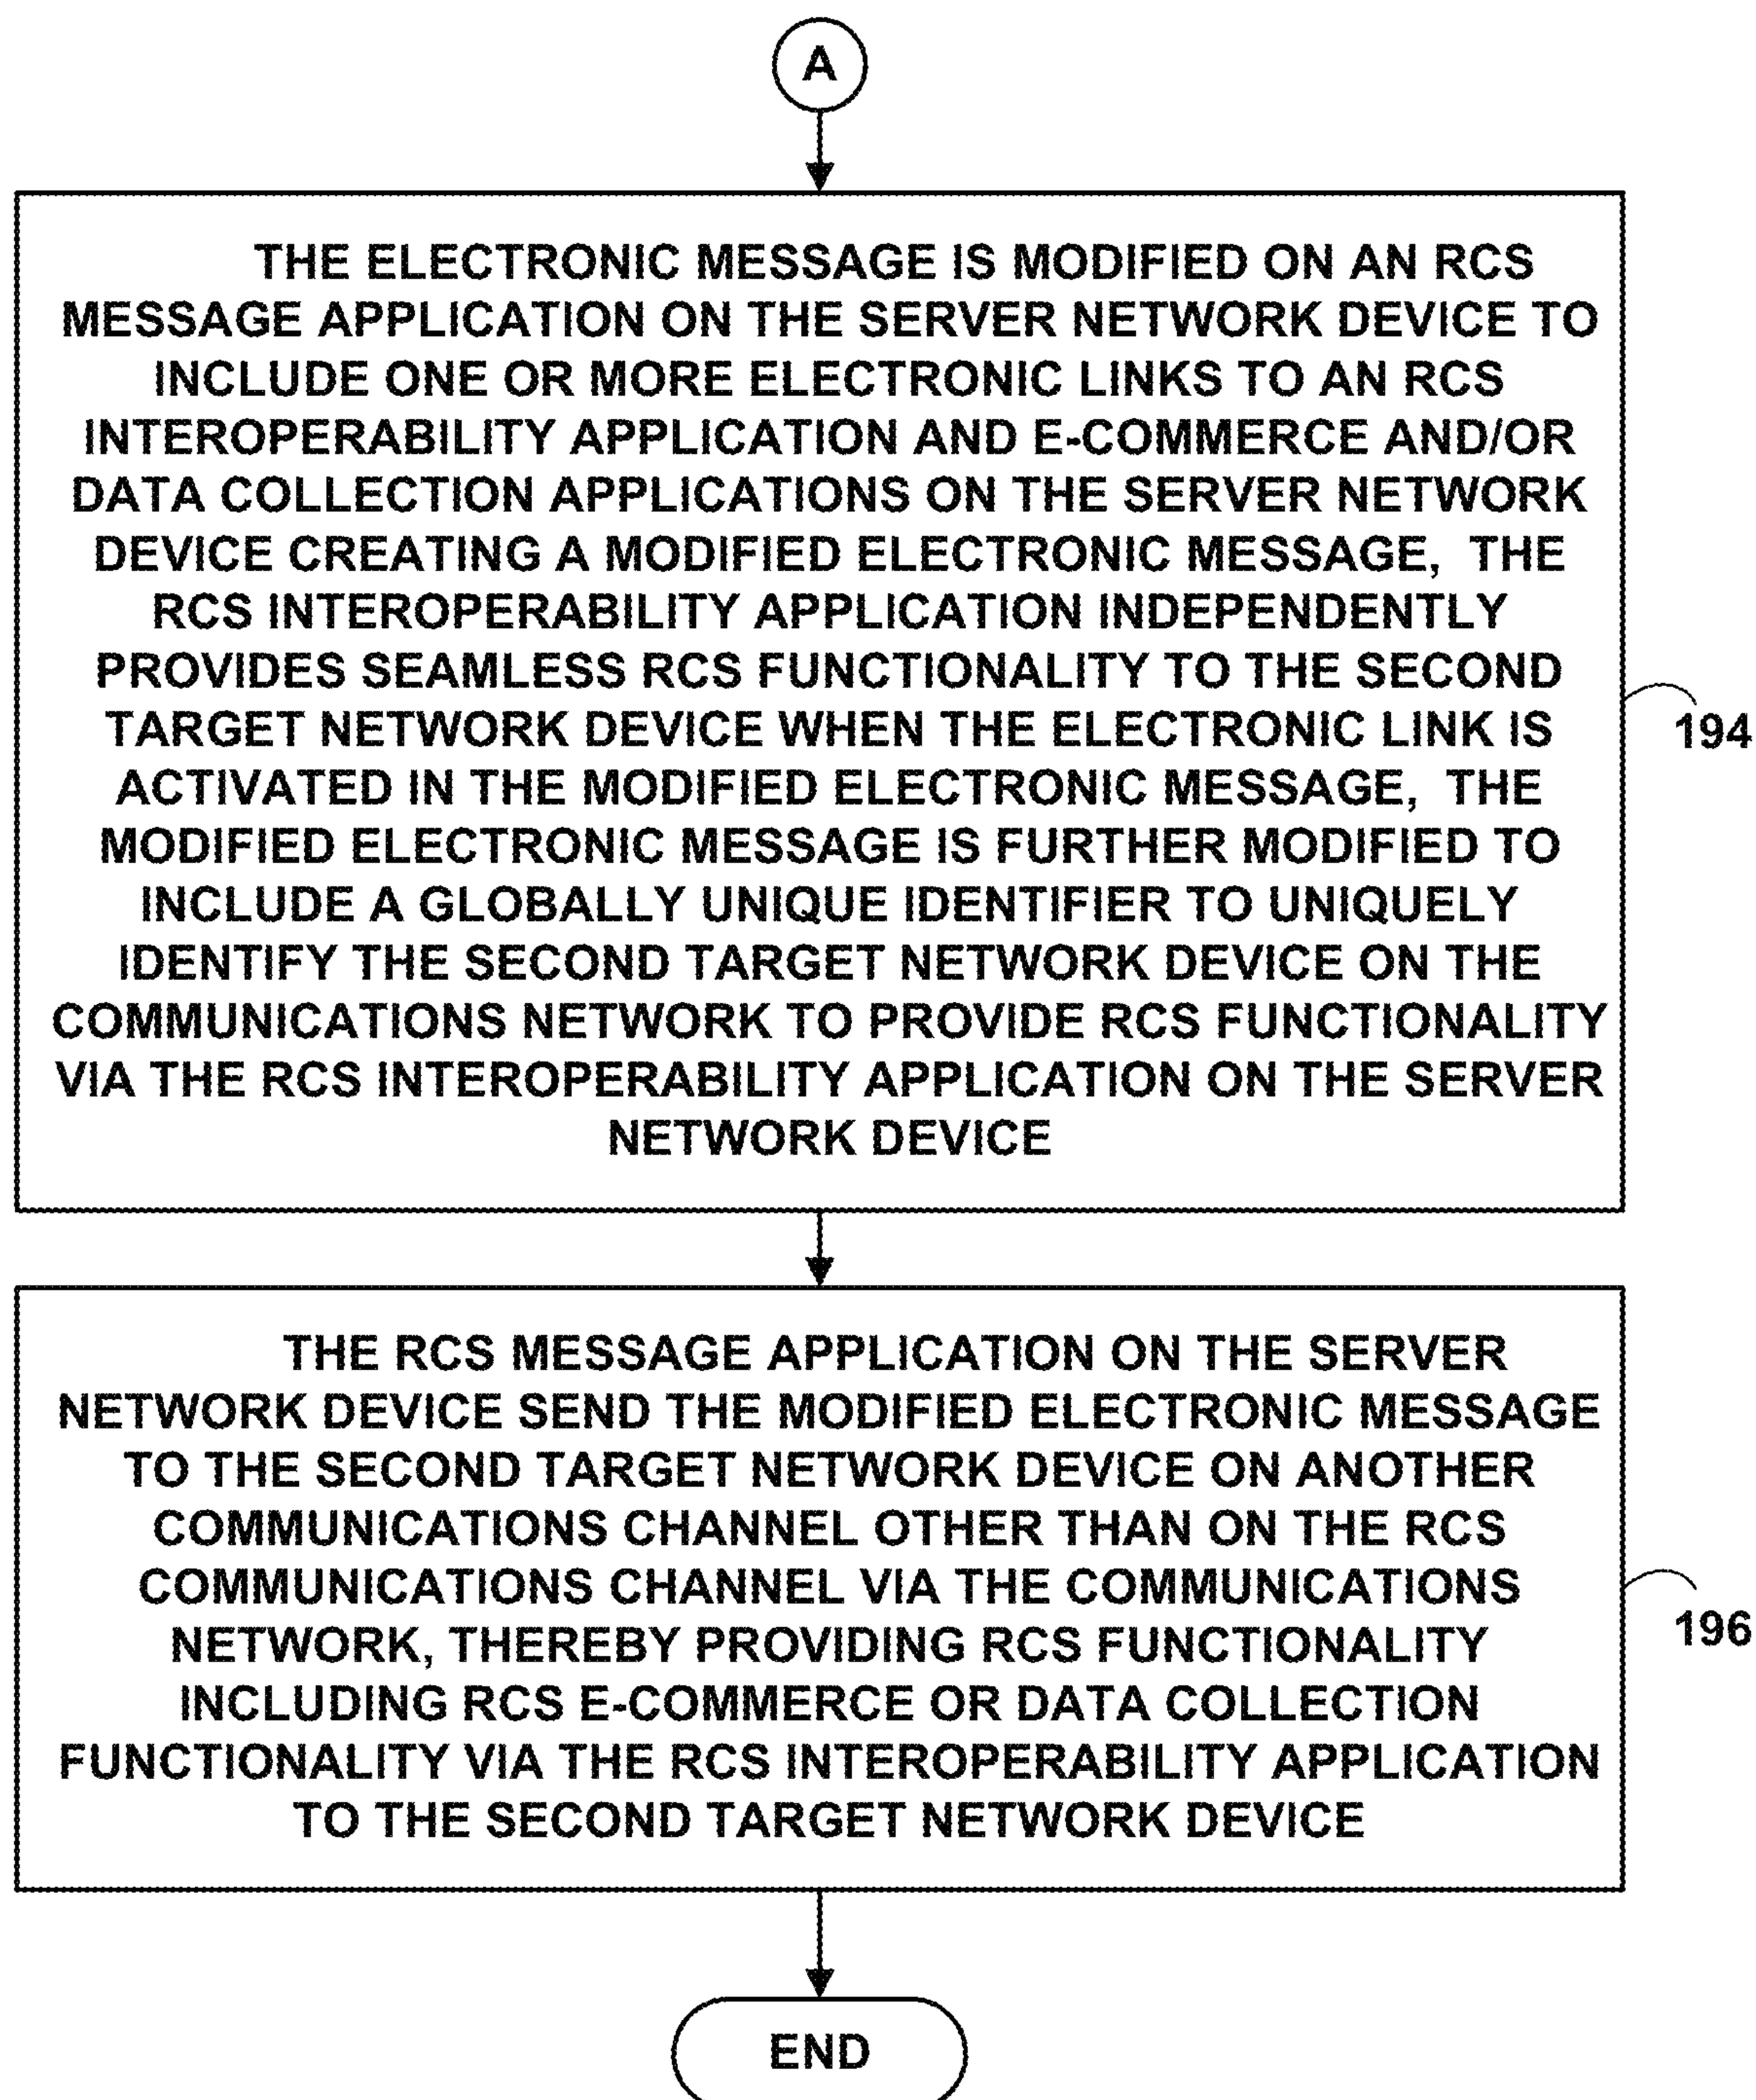 A
THE ELECTRONIC MESSAGE IS MODIFIED ON AN RCS
MESSAGE APPLICATION ON THE SERVER NETWORK DEVICE TO
INCLUDE ONE OR MORE ELECTRONIC LINKS TO AN RCS
INTEROPERABILITY APPLICATION AND E-COMMERCE AND/OR
DATA COLLECTION APPLICATIONS ON THE SERVER NETWORK
DEVICE CREATING A MODIFIED ELECTRONIC MESSAGE, THE
RCS INTEROPERABILITY APPLICATION INDEPENDENTLY
PROVIDES SEAMLESS RCS FUNCTIONALITY TO THE SECOND
TARGET NETWORK DEVICE WHEN THE ELECTRONIC LINK IS
ACTIVATED IN THE MODIFIED ELECTRONIC MESSAGE, THE
MODIFIED ELECTRONIC MESSAGE IS FURTHER MODIFIED TO
INCLUDE A GLOBALLY UNIQUE IDENTIFIER TO UNIQUELY
IDENTIFY THE SECOND TARGET NETWORK DEVICE ON THE
COMMUNICATIONS NETWORK TO PROVIDE RCS FUNCTIONALITY
VIA THE RCS INTEROPERABILITY APPLICATION ON THE SERVER
NETWORK DEVICE
194
THE RCS MESSAGE APPLICATION ON THE SERVER
NETWORK DEVICE SEND THE MODIFIED ELECTRONIC MESSAGE
TO THE SECOND TARGET NETWORK DEVICE ON ANOTHER
COMMUNICATIONS CHANNEL OTHER THAN ON THE RCS
COMMUNICATIONS CHANNEL VIA THE COMMUNICATIONS
NETWORK, THEREBY PROVIDING RCS FUNCTIONALITY
INCLUDING RCS E-COMMERCE OR DATA COLLECTION
FUNCTIONALITY VIA THE RCS INTEROPERABILITY APPLICATION
TO THE SECOND TARGET NETWORK DEVICE
196
END